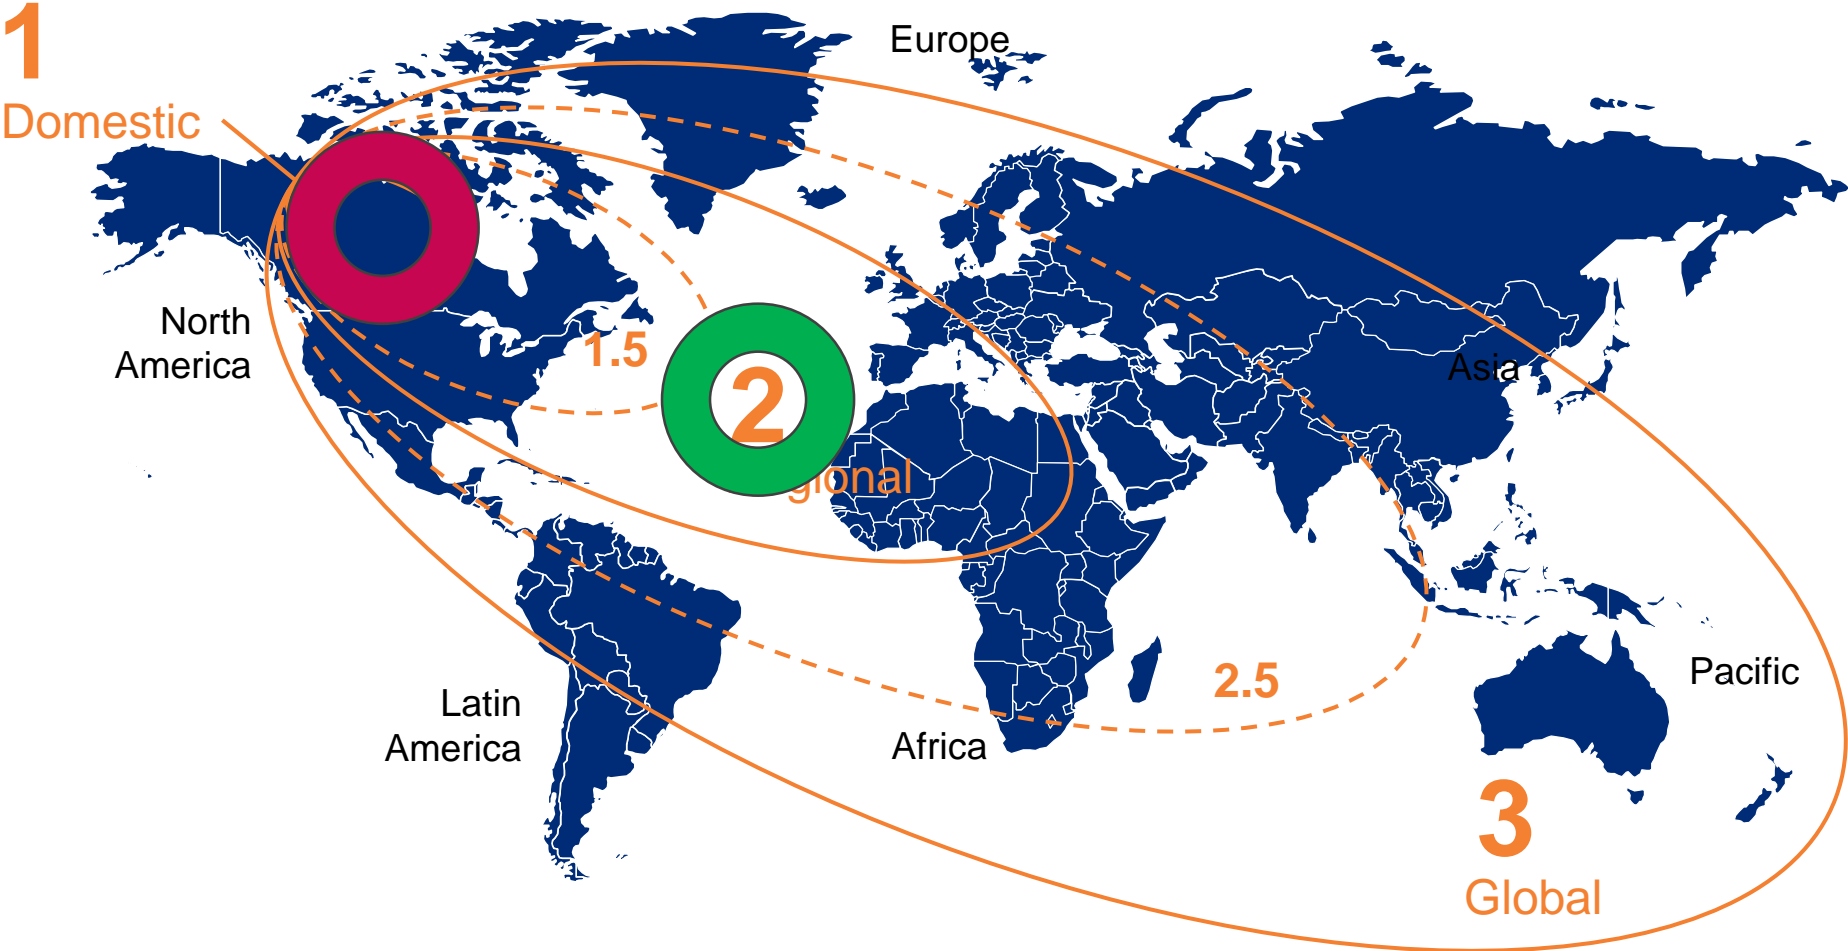 1
Domestic
Europe
North
America
1.5
2
gional
Asia
Latin
America
Africa
2.5
Pacific
3
Global